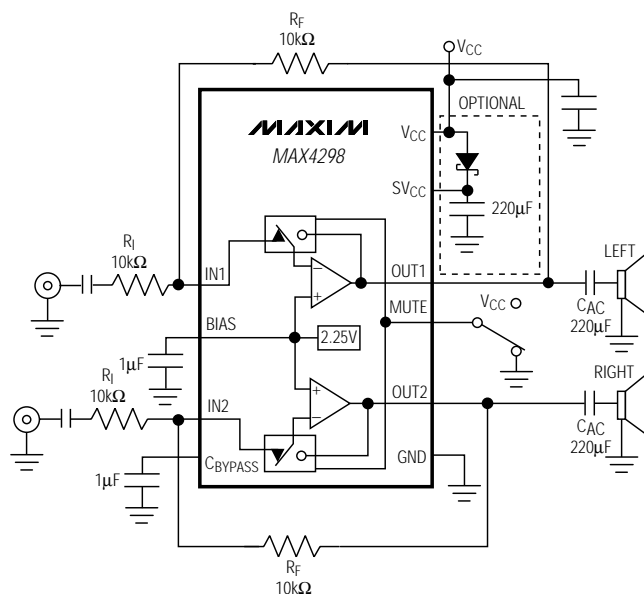 RF
10kΩ
VCC
OPTIONAL
MAXIM
MAX4298
VCC
SVCC
220µF
RI
10kΩ
IN1
OUT1
LEFT
MUTE
VCC
CAC
220µF
BIAS
2.25V
1µF
RI
10kΩ
IN2
OUT2
RIGHT
CAC
220µF
CBYPASS
GND
1µF
RF
10kΩ